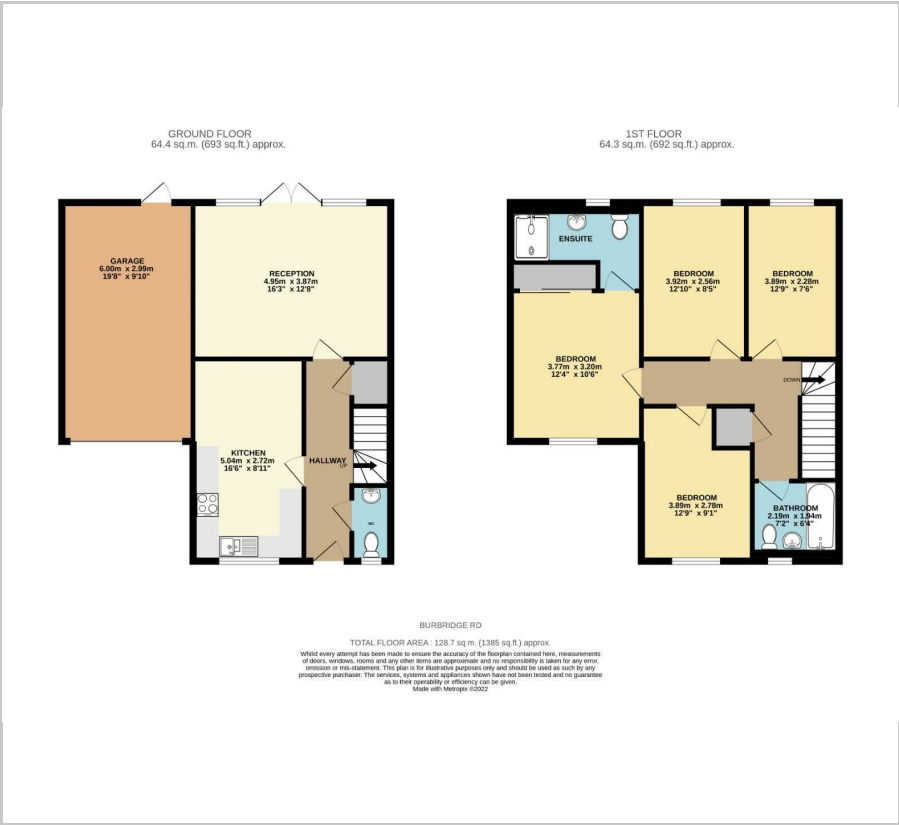 GROUND FLOOR
64.4 sq.m. (693 sq.ft.) approx.
GARAGE
6.00m x 2.99m
19'8" x 9'10"
RECEPTION
4.95m x 3.87m
16'3" x 12'8"
KITCHEN
5.04m x 2.72m
16'6" x 8'11"
HALLWAY
UP
WC
1ST FLOOR
64.3 sq.m. (692 sq.ft.) approx.
ENSUITE
BEDROOM
3.92m x 2.56m
12'10" x 8'5"
BEDROOM
3.89m x 2.28m
12'9" x 7'6"
BEDROOM
3.77m x 3.20m
12'4" x 10'6"
DOWN
BEDROOM
3.89m x 2.78m
12'9" x 9'1"
BATHROOM
2.19m x 1.94m
7'2" x 6'4"
BURBRIDGE RD
TOTAL FLOOR AREA : 128.7 sq.m. (1385 sq.ft.) approx.
Whilst every attempt has been made to ensure the accuracy of the floorplan contained here, measurements
of doors, windows, rooms and any other items are approximate and no responsibility is taken for any error,
omission or mis-statement. This plan is for illustrative purposes only and should be used as such by any
prospective purchaser. The services, systems and appliances shown have not been tested and no guarantee
as to their operability or efficiency can be given.
Made with Metropix ©2022